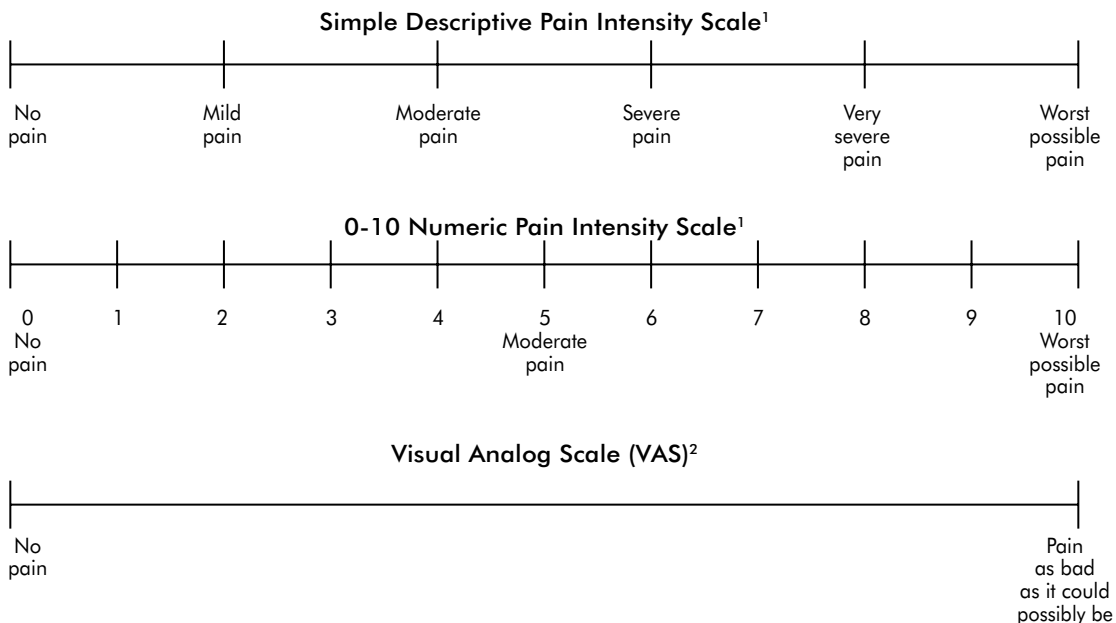 Simple Descriptive Pain Intensity Scale¹
No Mild Moderate Severe Very Worst
pain pain pain pain severe possible
pain pain
0-10 Numeric Pain Intensity Scale¹
0 1 2 3 4 5 6 7 8 9 10
No Moderate Worst
pain pain possible
pain
Visual Analog Scale (VAS)²
No Pain
pain as bad
as it could
possibly be